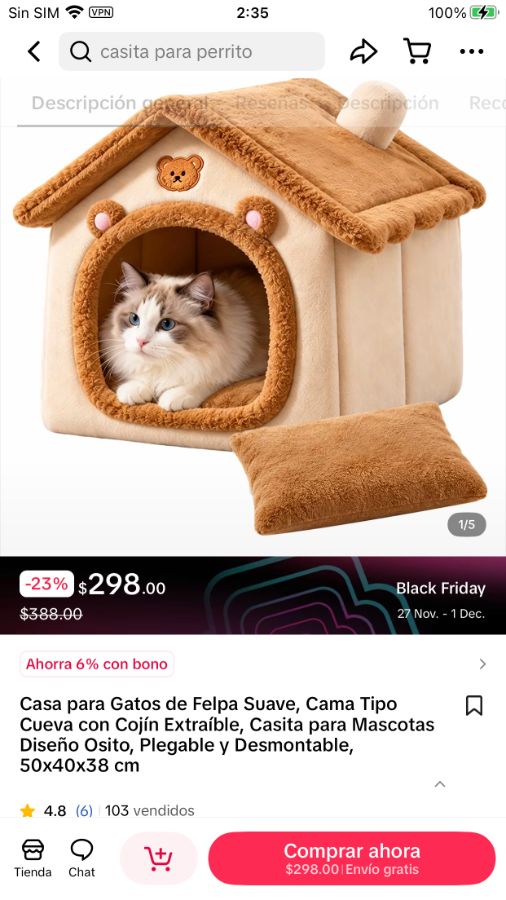 Sin SIM VPN 2:35 100%
casita para perrito
Descripción general Reseñas Descripción Reco
1/5
-23% $298.00
$388.00
Black Friday
27 Nov. - 1 Dec.
Ahorra 6% con bono
Casa para Gatos de Felpa Suave, Cama Tipo
Cueva con Cojín Extraíble, Casita para Mascotas
Diseño Osito, Plegable y Desmontable,
50x40x38 cm
4.8 (6) 103 vendidos
Tienda
Chat
Comprar ahora
$298.00 | Envío gratis